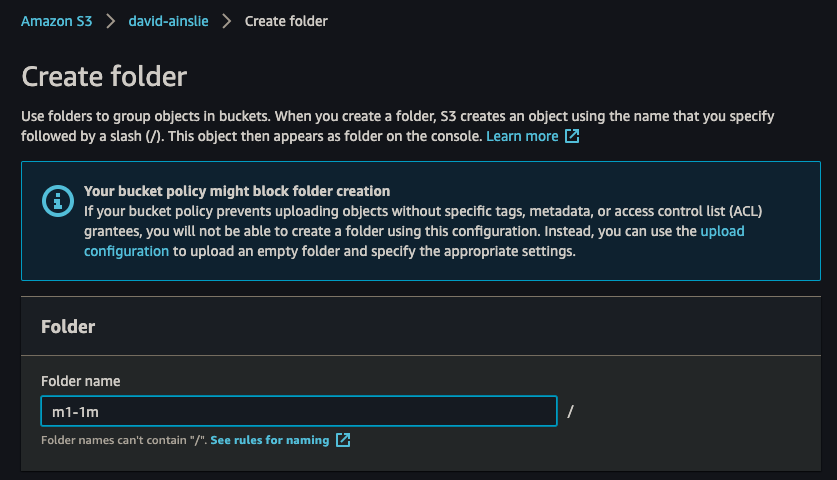 Amazon S3 > david-ainslie > Create folder
Create folder
Use folders to group objects in buckets. When you create a folder, S3 creates an object using the name that you specify
followed by a slash (/). This object then appears as folder on the console. Learn more
Your bucket policy might block folder creation
If your bucket policy prevents uploading objects without specific tags, metadata, or access control list (ACL)
grantees, you will not be able to create a folder using this configuration. Instead, you can use the upload
configuration to upload an empty folder and specify the appropriate settings.
Folder
Folder name
m1-1m /
Folder names can't contain "/". See rules for naming